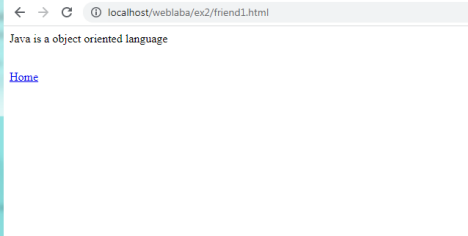 localhost/weblaba/ex2/friend1.html
Java is a object oriented language
Home